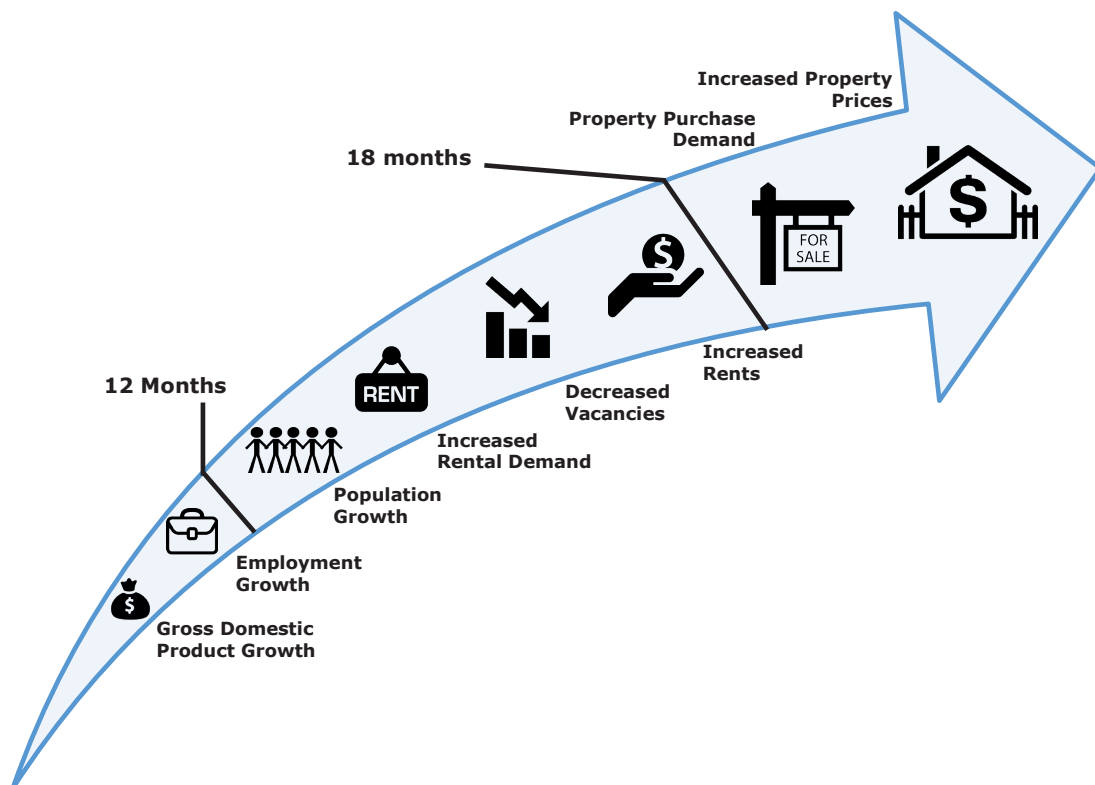 Increased Property
Prices
Property Purchase
Demand
18 months
$
FOR
SALE
$
Increased
Rents
12 Months
RENT
Decreased
Vacancies
Increased
Rental Demand
Population
Growth
Employment
Growth
$
Gross Domestic
Product Growth